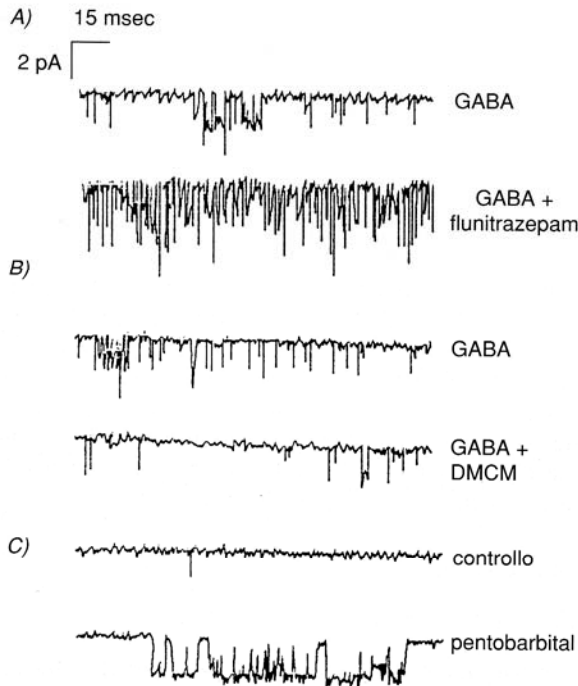 A) 15 msec
2 pA
GABA
GABA +
flunitrazepam
B)
GABA
GABA +
DMCM
C)
controllo
pentobarbital